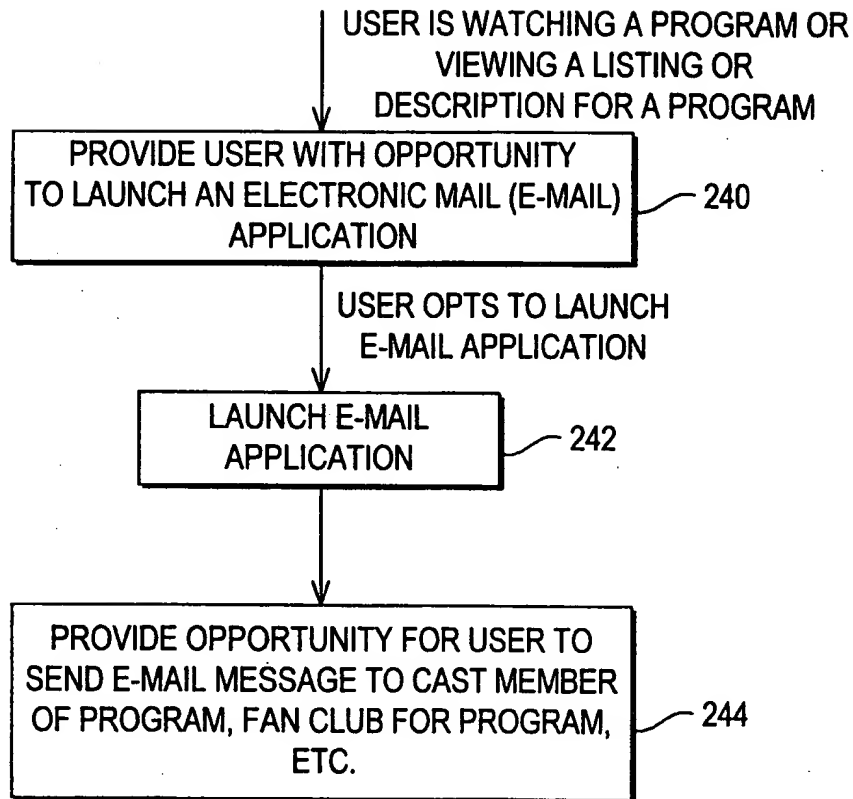 USER IS WATCHING A PROGRAM OR
VIEWING A LISTING OR
DESCRIPTION FOR A PROGRAM
PROVIDE USER WITH OPPORTUNITY
TO LAUNCH AN ELECTRONIC MAIL (E-MAIL)
APPLICATION
240
USER OPTS TO LAUNCH
E-MAIL APPLICATION
LAUNCH E-MAIL
APPLICATION
242
PROVIDE OPPORTUNITY FOR USER TO
SEND E-MAIL MESSAGE TO CAST MEMBER
OF PROGRAM, FAN CLUB FOR PROGRAM,
ETC.
244